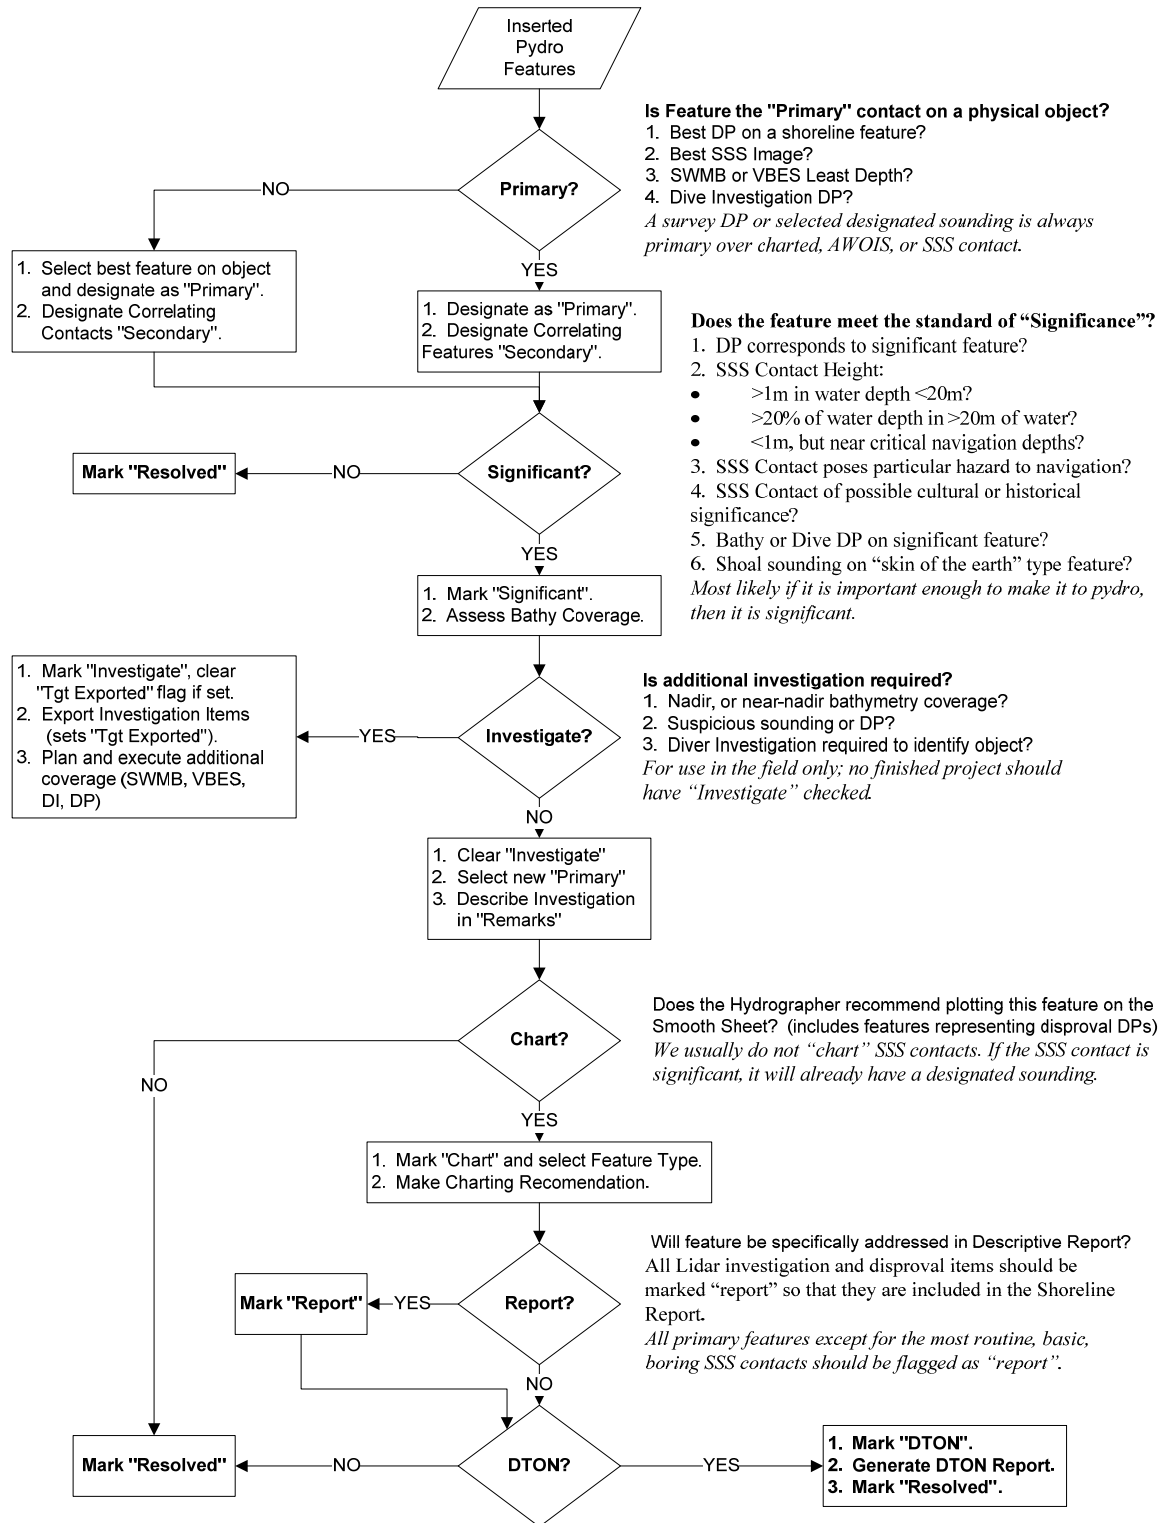 Inserted
Pydro
Features
Is Feature the "Primary" contact on a physical object?
1. Best DP on a shoreline feature?
2. Best SSS Image?
3. SWMB or VBES Least Depth?
4. Dive Investigation DP?
A survey DP or selected designated sounding is always
primary over charted, AWOIS, or SSS contact.
Primary?
NO
YES
1. Select best feature on object
and designate as "Primary".
2. Designate Correlating
Contacts "Secondary".
1. Designate as "Primary".
2. Designate Correlating
Features "Secondary".
Does the feature meet the standard of “Significance”?
1. DP corresponds to significant feature?
2. SSS Contact Height:
• >1m in water depth <20m?
• >20% of water depth in >20m of water?
• <1m, but near critical navigation depths?
3. SSS Contact poses particular hazard to navigation?
4. SSS Contact of possible cultural or historical
significance?
5. Bathy or Dive DP on significant feature?
6. Shoal sounding on “skin of the earth” type feature?
Most likely if it is important enough to make it to pydro,
then it is significant.
Mark "Resolved"
NO
Significant?
YES
1. Mark "Significant".
2. Assess Bathy Coverage.
1. Mark "Investigate", clear
"Tgt Exported" flag if set.
2. Export Investigation Items
(sets "Tgt Exported").
3. Plan and execute additional
coverage (SWMB, VBES,
DI, DP)
YES
Investigate?
NO
Is additional investigation required?
1. Nadir, or near-nadir bathymetry coverage?
2. Suspicious sounding or DP?
3. Diver Investigation required to identify object?
For use in the field only; no finished project should
have “Investigate” checked.
1. Clear "Investigate"
2. Select new "Primary"
3. Describe Investigation
in "Remarks"
Chart?
NO
YES
Does the Hydrographer recommend plotting this feature on the
Smooth Sheet? (includes features representing disproval DPs)
We usually do not “chart” SSS contacts. If the SSS contact is
significant, it will already have a designated sounding.
1. Mark "Chart" and select Feature Type.
2. Make Charting Recomendation.
Will feature be specifically addressed in Descriptive Report?
All Lidar investigation and disproval items should be
marked “report” so that they are included in the Shoreline
Report.
All primary features except for the most routine, basic,
boring SSS contacts should be flagged as “report”.
Mark "Report"
YES
Report?
NO
Mark "Resolved"
NO
DTON?
YES
1. Mark "DTON".
2. Generate DTON Report.
3. Mark "Resolved".